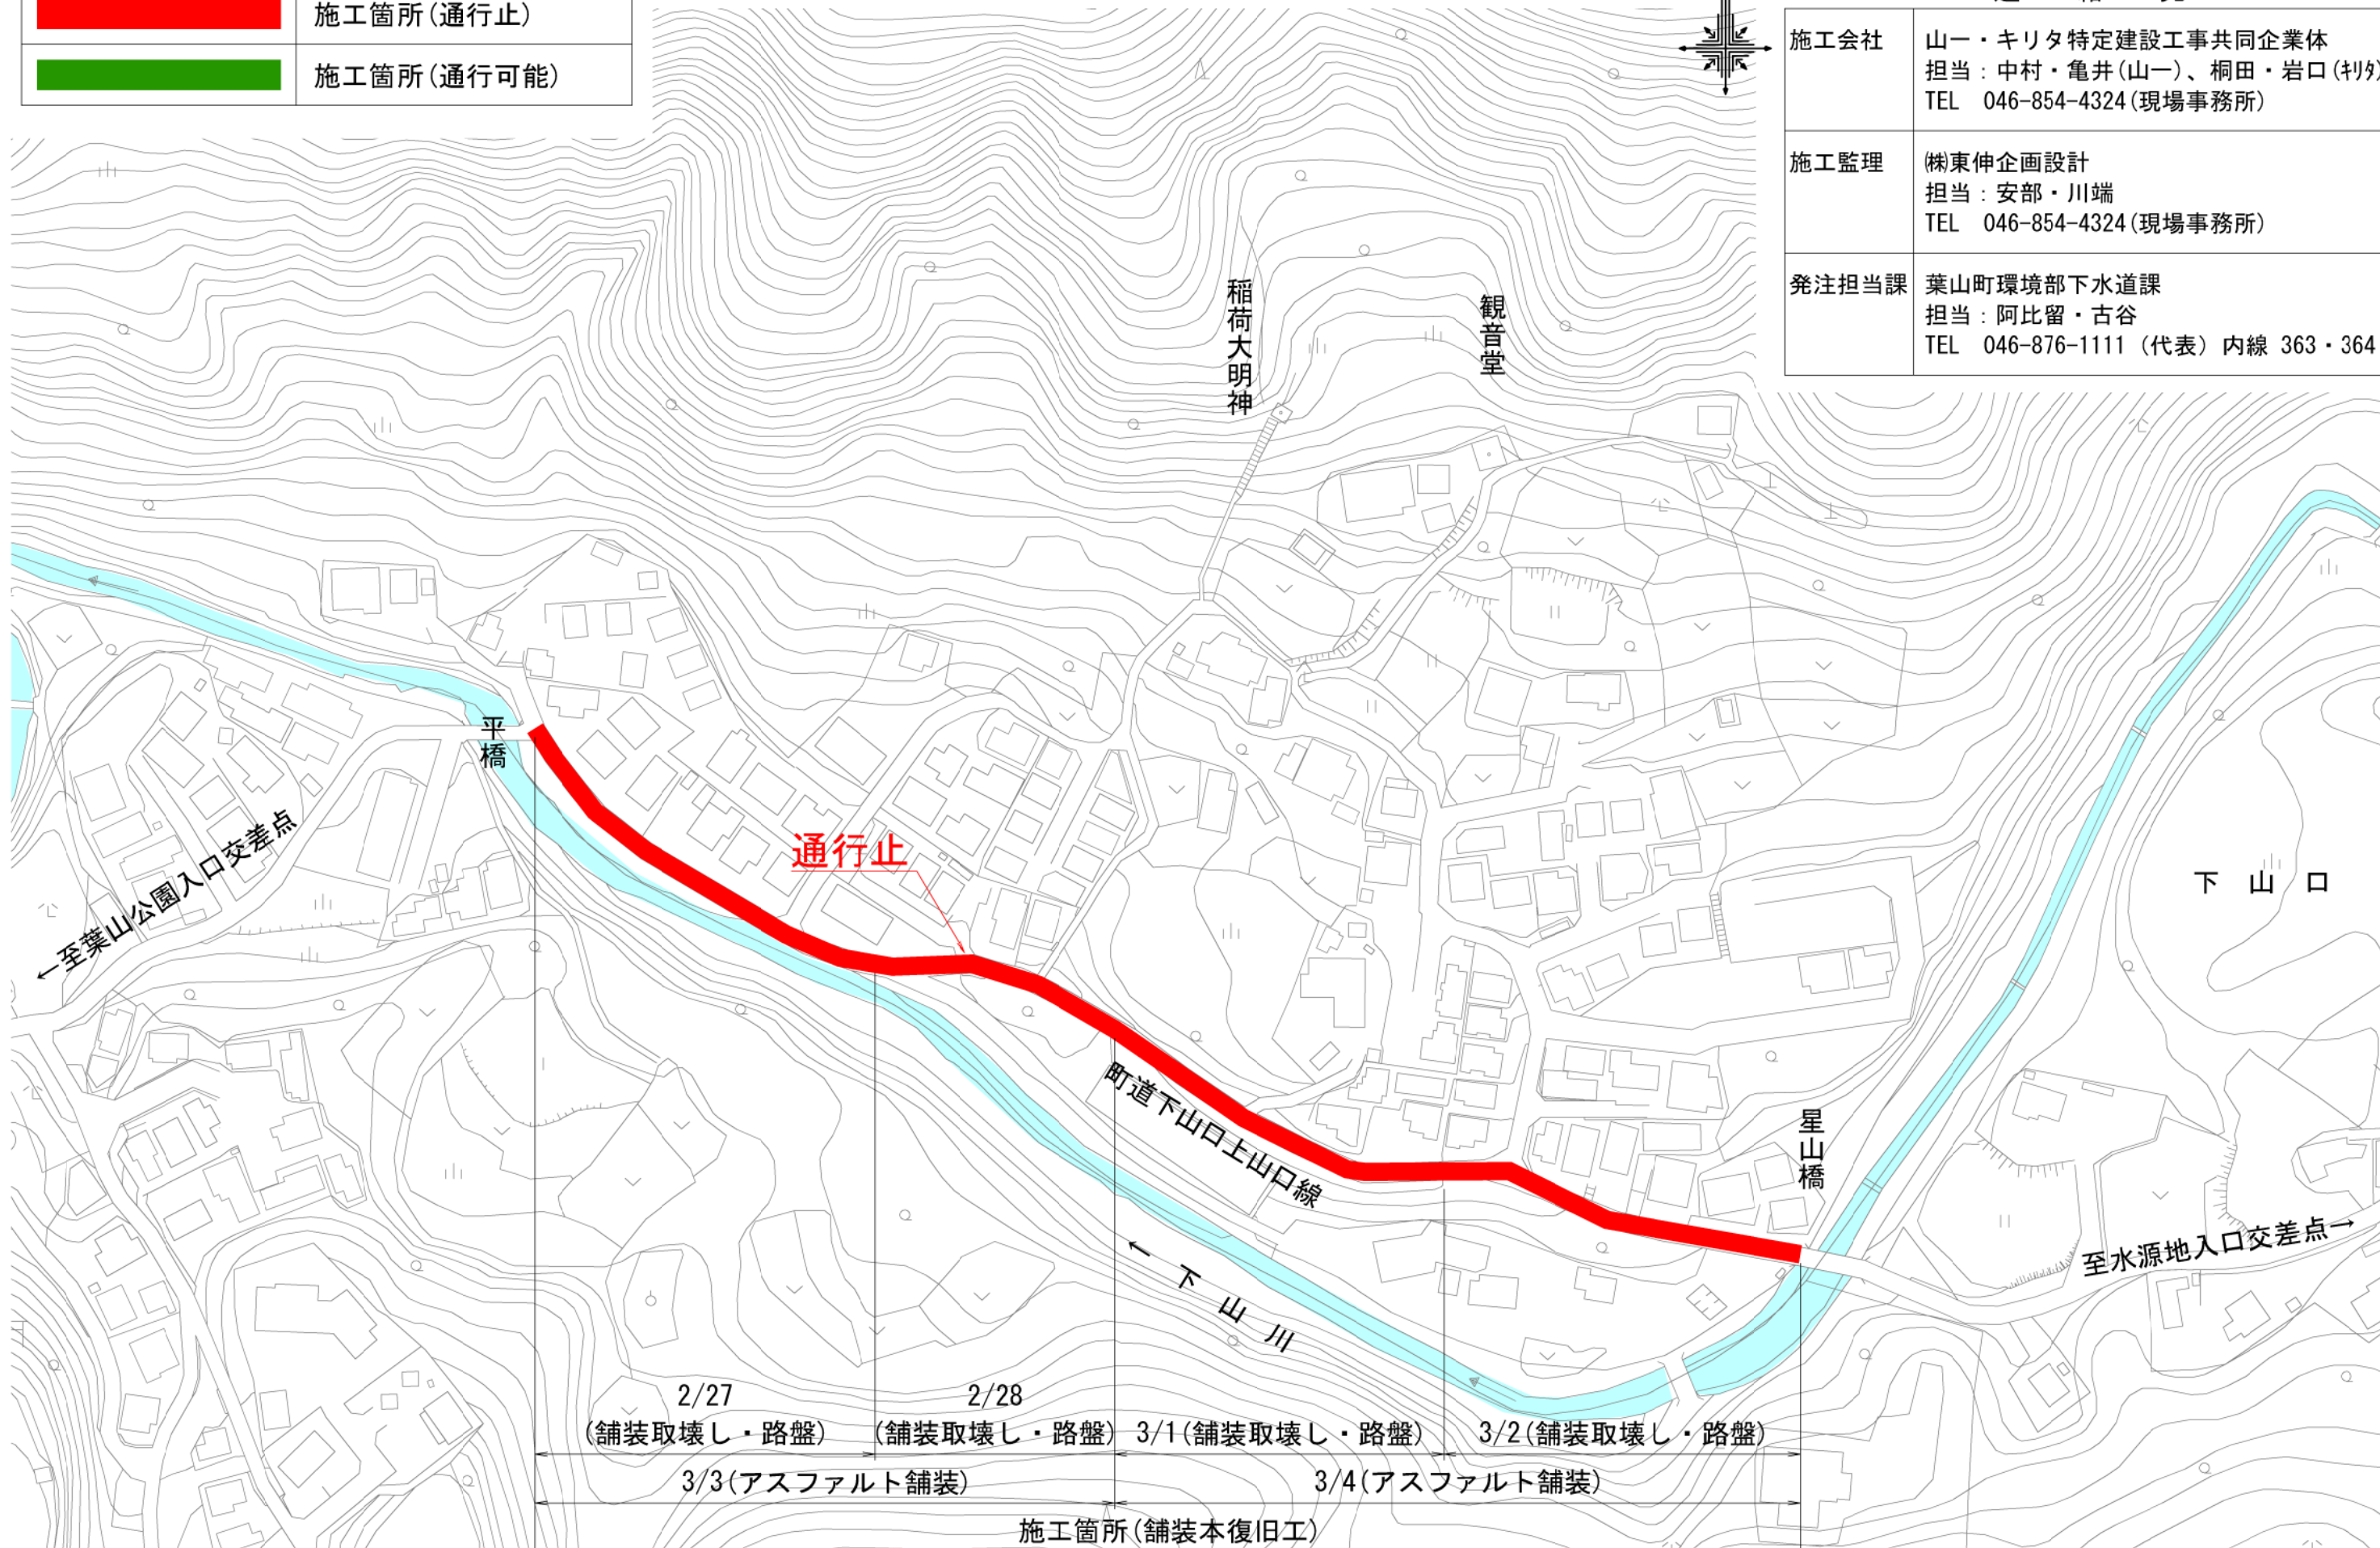 施工箇所(通行止)
施工箇所(通行可能)
施工会社
山一・キリタ特定建設工事共同企業体
担当：中村・亀井(山一)、桐田・岩口(ｷﾘﾀ)
TEL 046-854-4324(現場事務所)
施工監理
㈱東伸企画設計
担当：安部・川端
TEL 046-854-4324(現場事務所)
発注担当課
葉山町環境部下水道課
担当：阿比留・古谷
TEL 046-876-1111（代表）内線 363・364
稲荷大明神
観音堂
平橋
←至葉山公園入口交差点
通行止
下山口
町道下山口上山口線
星山橋
至水源地入口交差点→
←下山川
2/27
(舗装取壊し・路盤)
2/28
(舗装取壊し・路盤)
3/1(舗装取壊し・路盤)
3/2(舗装取壊し・路盤)
3/3(アスファルト舗装)
3/4(アスファルト舗装)
施工箇所(舗装本復旧工)